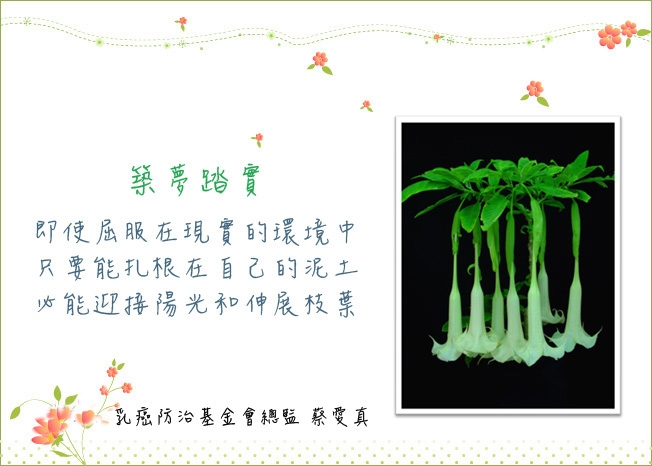 築夢踏實
即使屈服在現實的環境中
只要能扎根在自己的泥土
必能迎接陽光和伸展枝葉
乳癌防治基金會總監 蔡愛真